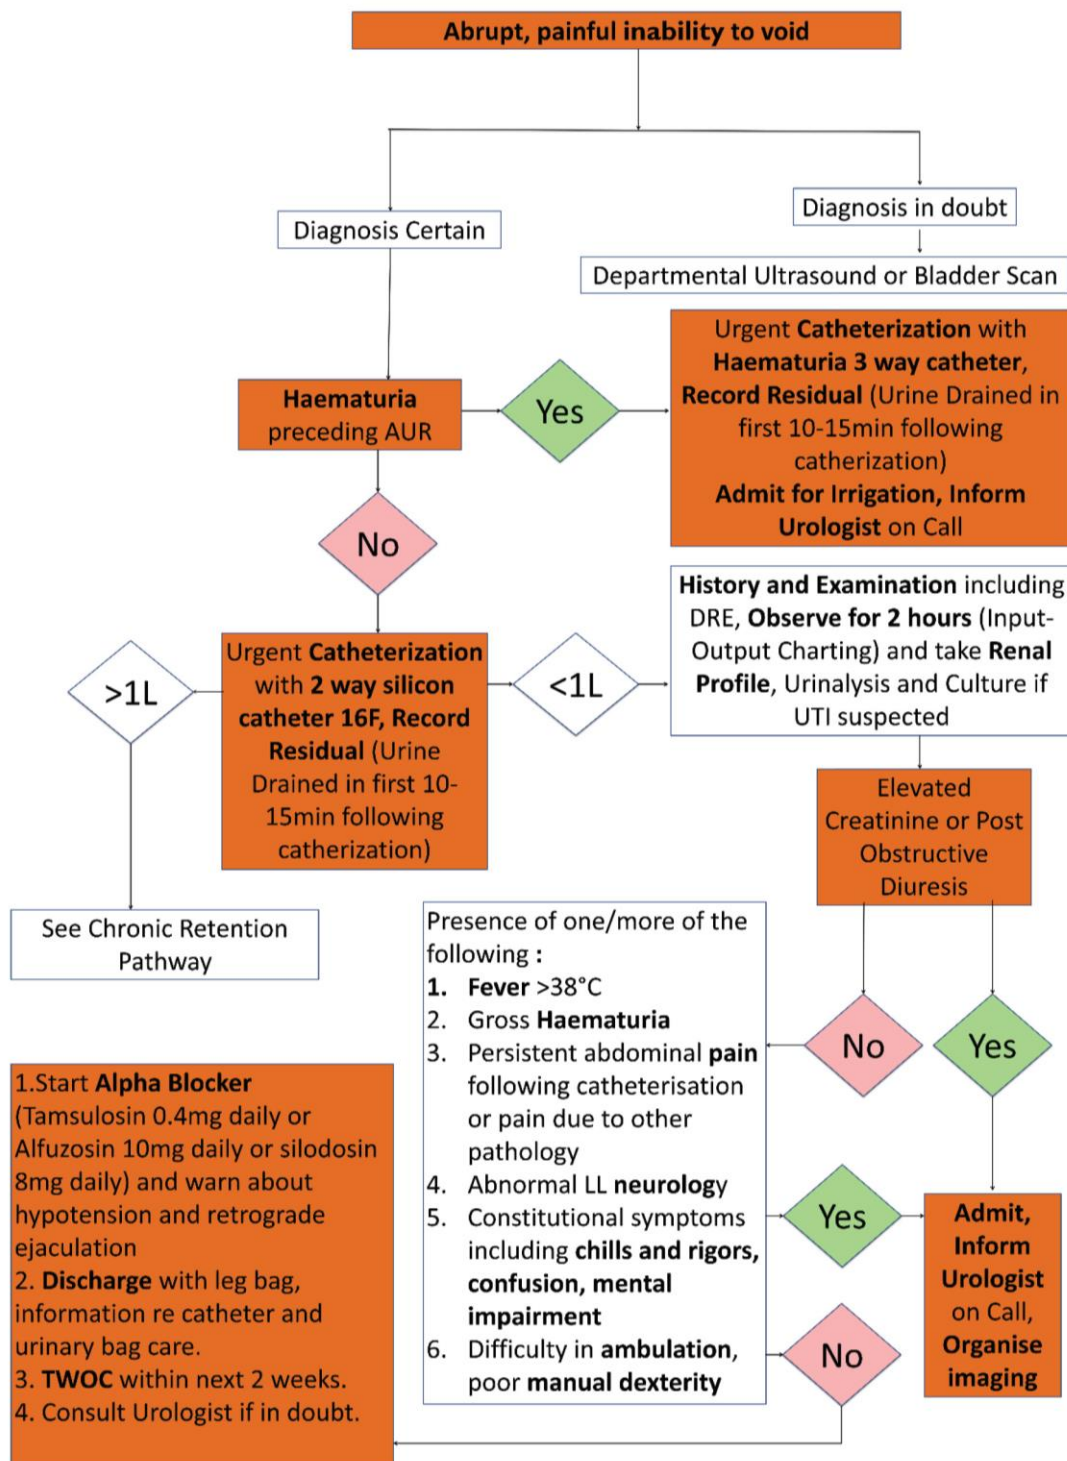 Abrupt, painful inability to void
Diagnosis Certain
Diagnosis in doubt
Departmental Ultrasound or Bladder Scan
Haematuria
preceding AUR
Yes
Urgent Catheterization with
Haematuria 3 way catheter,
Record Residual (Urine Drained in
first 10-15min following
catherization)
Admit for Irrigation, Inform
Urologist on Call
No
Urgent Catheterization
with 2 way silicon
catheter 16F, Record
Residual (Urine
Drained in first 10-
15min following
catherization)
>1L
<1L
History and Examination including
DRE, Observe for 2 hours (Input-
Output Charting) and take Renal
Profile, Urinalysis and Culture if
UTI suspected
See Chronic Retention
Pathway
Elevated
Creatinine or Post
Obstructive
Diuresis
No
Yes
Presence of one/more of the
following :
1. Fever >38°C
2. Gross Haematuria
3. Persistent abdominal pain
following catheterisation
or pain due to other
pathology
4. Abnormal LL neurology
5. Constitutional symptoms
including chills and rigors,
confusion, mental
impairment
6. Difficulty in ambulation,
poor manual dexterity
Yes
No
Admit,
Inform
Urologist
on Call,
Organise
imaging
1.Start Alpha Blocker
(Tamsulosin 0.4mg daily or
Alfuzosin 10mg daily or silodosin
8mg daily) and warn about
hypotension and retrograde
ejaculation
2. Discharge with leg bag,
information re catheter and
urinary bag care.
3. TWOC within next 2 weeks.
4. Consult Urologist if in doubt.